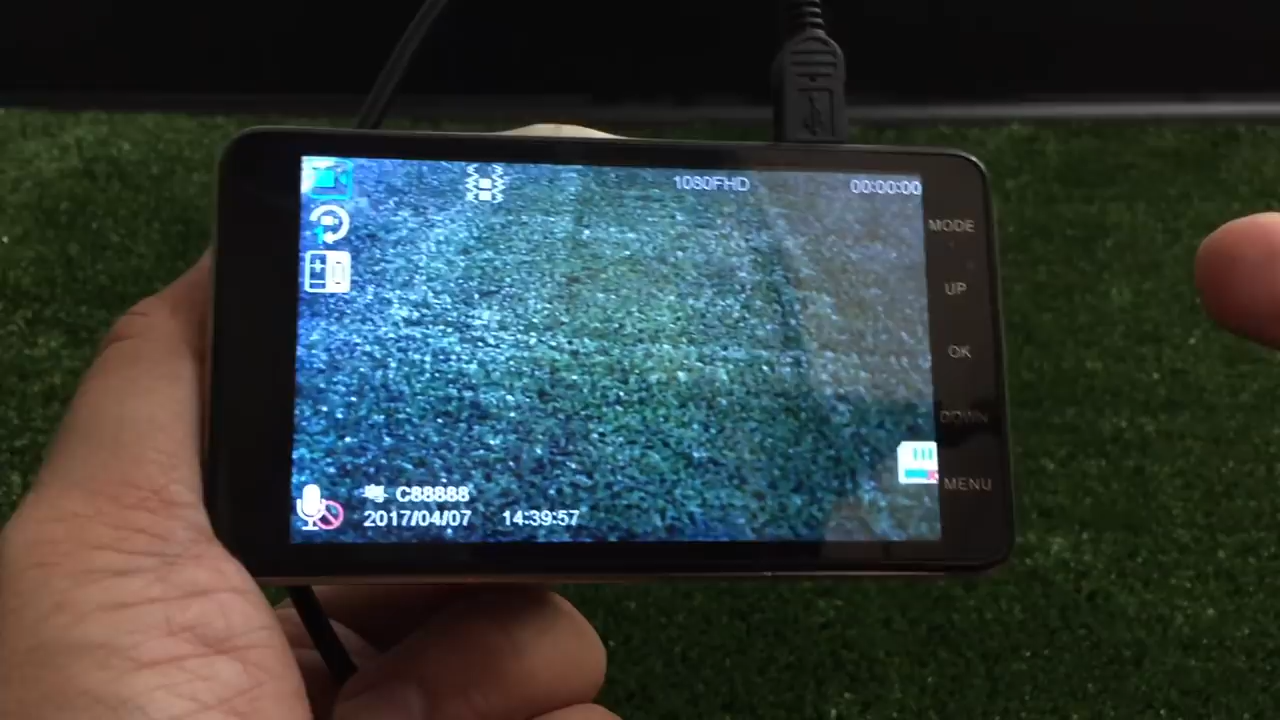 1080FHD
00:00:00
MODE
UP
OK
DOWN
MENU
粤 C88888
2017/04/07 14:39:57